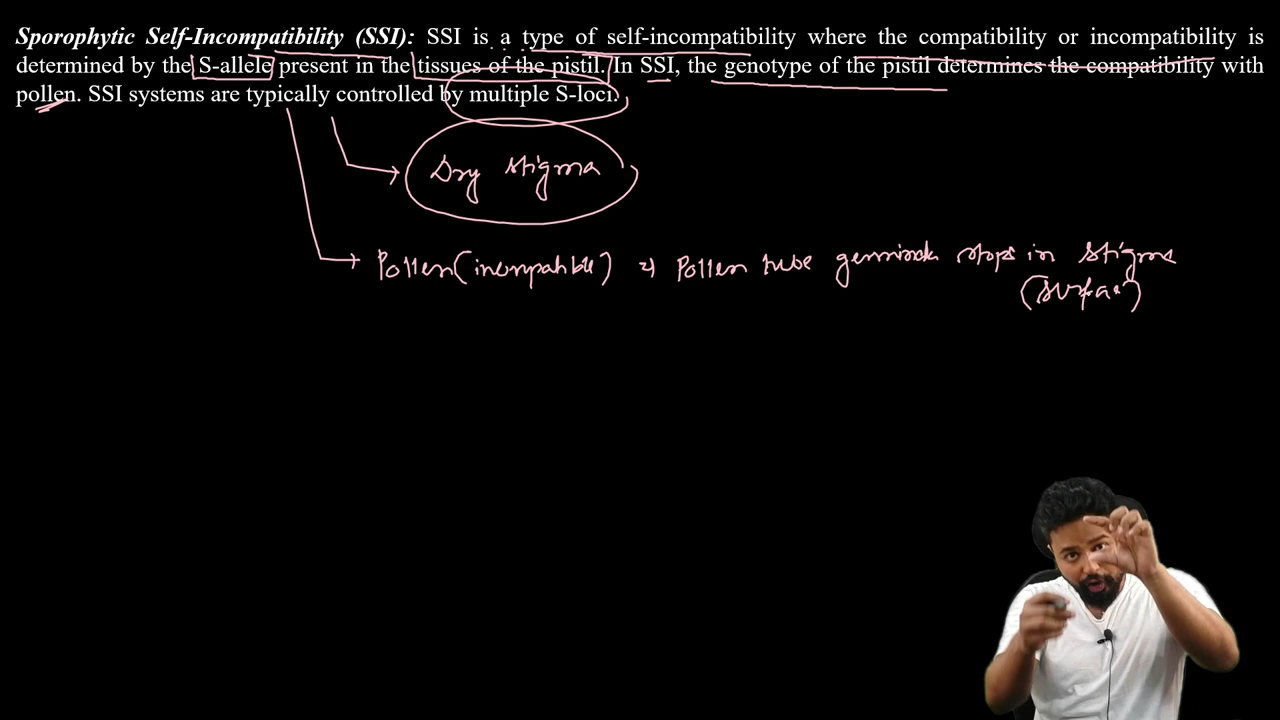 Sporophytic Self-Incompatibility (SSI): SSI is a type of self-incompatibility where the compatibility or incompatibility is
determined by the S-allele present in the tissues of the pistil. In SSI, the genotype of the pistil determines the compatibility with
pollen. SSI systems are typically controlled by multiple S-loci.
Dry stigma
Pollen (incompatible) Pollen tube stops in stigma
(surface)